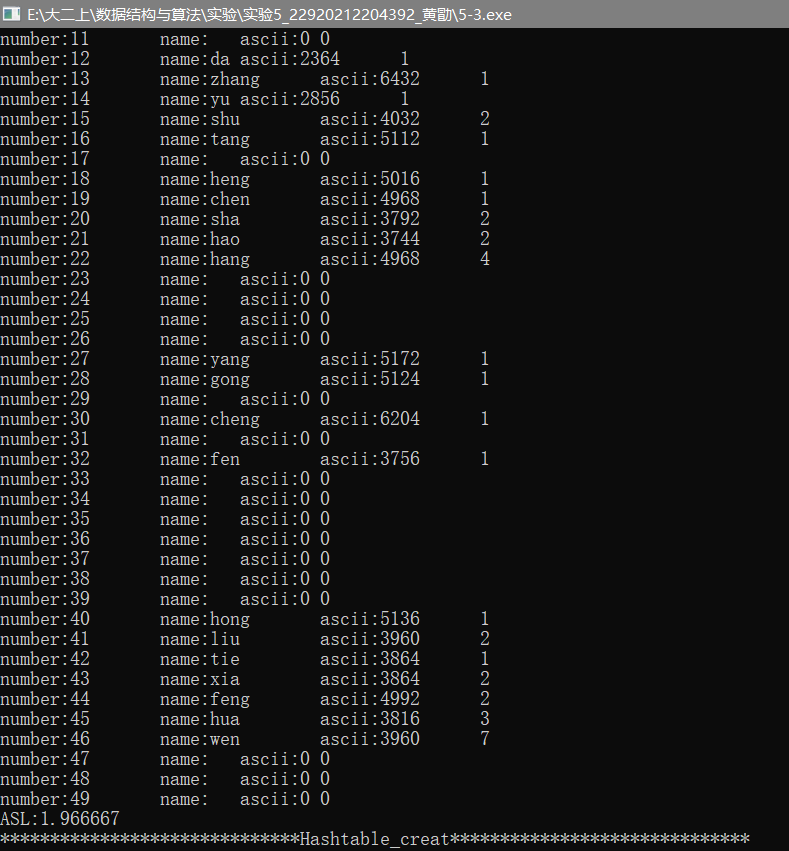 E:\大二上\数据结构与算法\实验\实验5_22920212204392_黄勖\5-3.exe
number:11 name: ascii:0 0
number:12 name:da ascii:2364 1
number:13 name:zhang ascii:6432 1
number:14 name:yu ascii:2856 1
number:15 name:shu ascii:4032 2
number:16 name:tang ascii:5112 1
number:17 name: ascii:0 0
number:18 name:heng ascii:5016 1
number:19 name:chen ascii:4968 1
number:20 name:sha ascii:3792 2
number:21 name:hao ascii:3744 2
number:22 name:hang ascii:4968 4
number:23 name: ascii:0 0
number:24 name: ascii:0 0
number:25 name: ascii:0 0
number:26 name: ascii:0 0
number:27 name:yang ascii:5172 1
number:28 name:gong ascii:5124 1
number:29 name: ascii:0 0
number:30 name:cheng ascii:6204 1
number:31 name: ascii:0 0
number:32 name:fen ascii:3756 1
number:33 name: ascii:0 0
number:34 name: ascii:0 0
number:35 name: ascii:0 0
number:36 name: ascii:0 0
number:37 name: ascii:0 0
number:38 name: ascii:0 0
number:39 name: ascii:0 0
number:40 name:hong ascii:5136 1
number:41 name:liu ascii:3960 2
number:42 name:tie ascii:3864 1
number:43 name:xia ascii:3864 2
number:44 name:feng ascii:4992 2
number:45 name:hua ascii:3816 3
number:46 name:wen ascii:3960 7
number:47 name: ascii:0 0
number:48 name: ascii:0 0
number:49 name: ascii:0 0
ASL:1.966667
******************************Hashtable_creat******************************